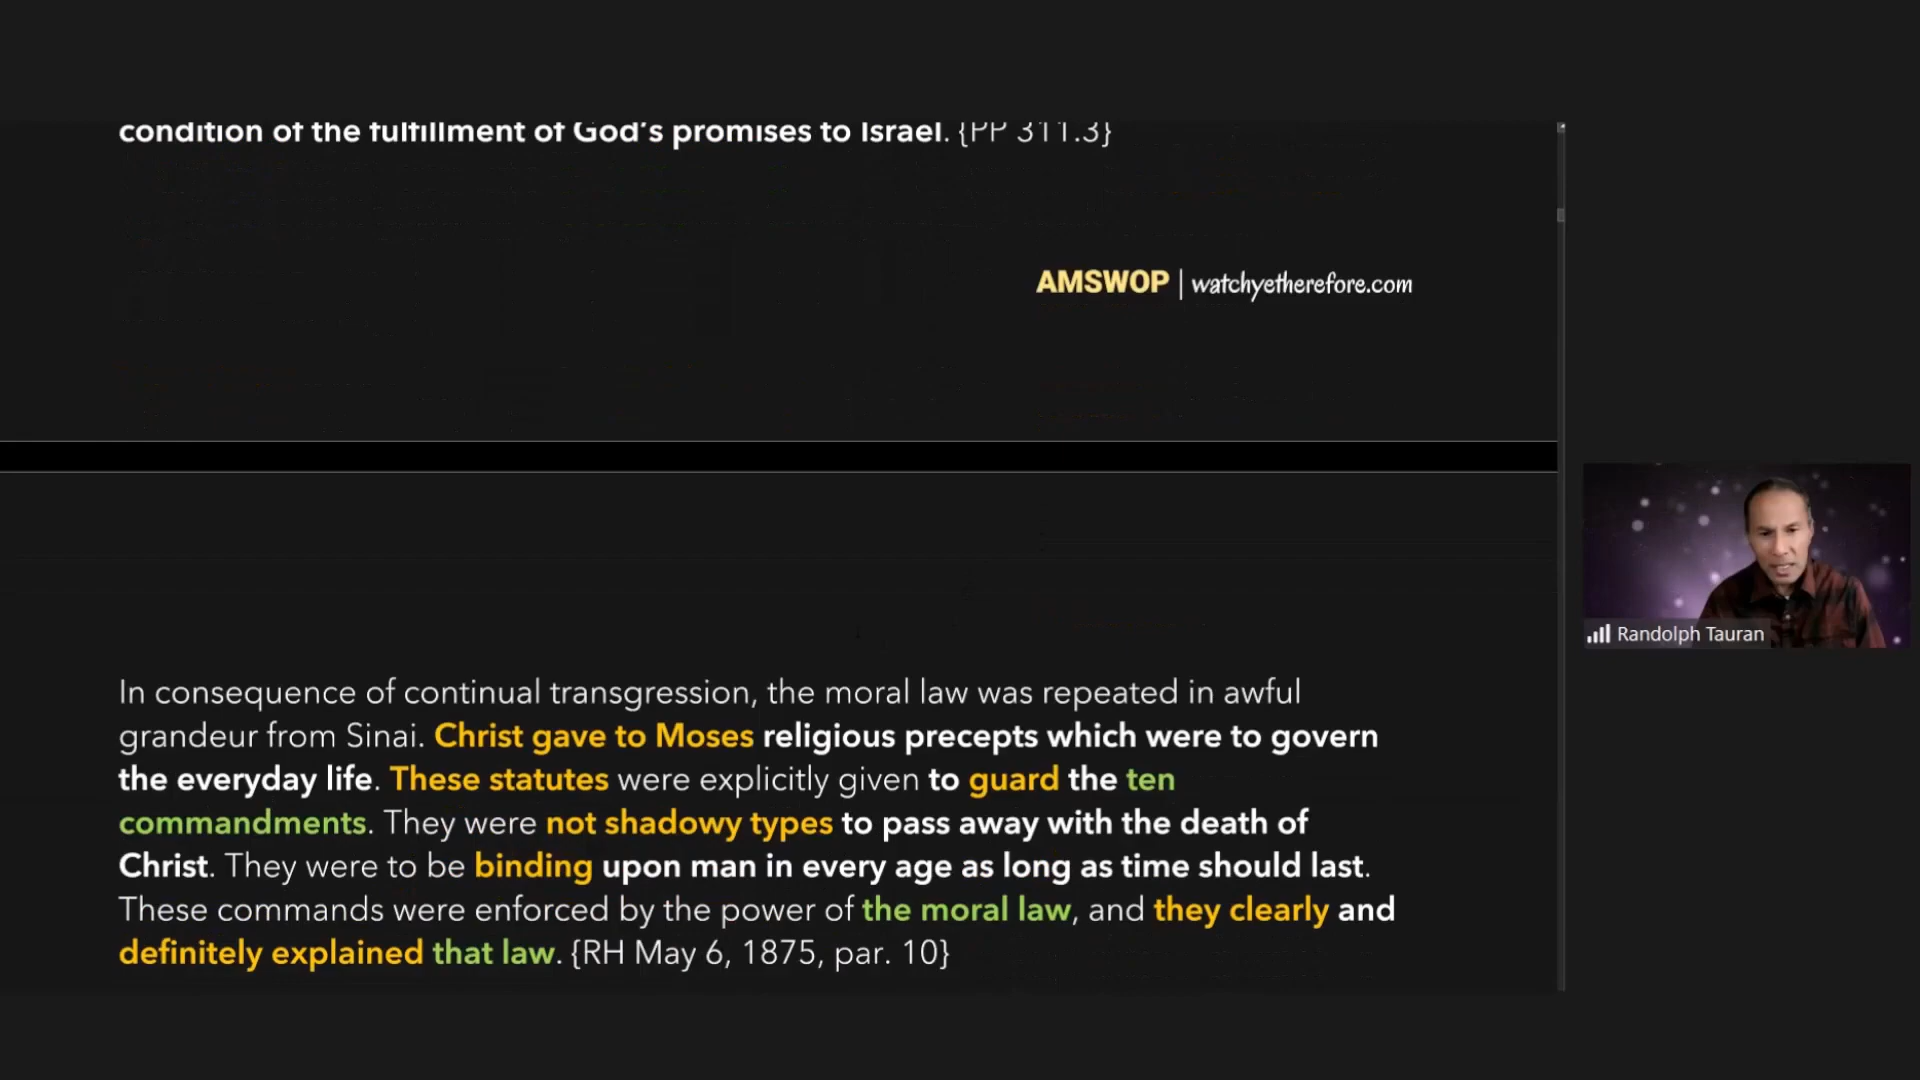 condition of the fulfillment of God's promises to Israel. {PP 311.3}
AMSWOP | watchyetherefore.com
In consequence of continual transgression, the moral law was repeated in awful
grandeur from Sinai. Christ gave to Moses religious precepts which were to govern
the everyday life. These statutes were explicitly given to guard the ten
commandments. They were not shadowy types to pass away with the death of
Christ. They were to be binding upon man in every age as long as time should last.
These commands were enforced by the power of the moral law, and they clearly and
definitely explained that law. {RH May 6, 1875, par. 10}
Randolph Tauran